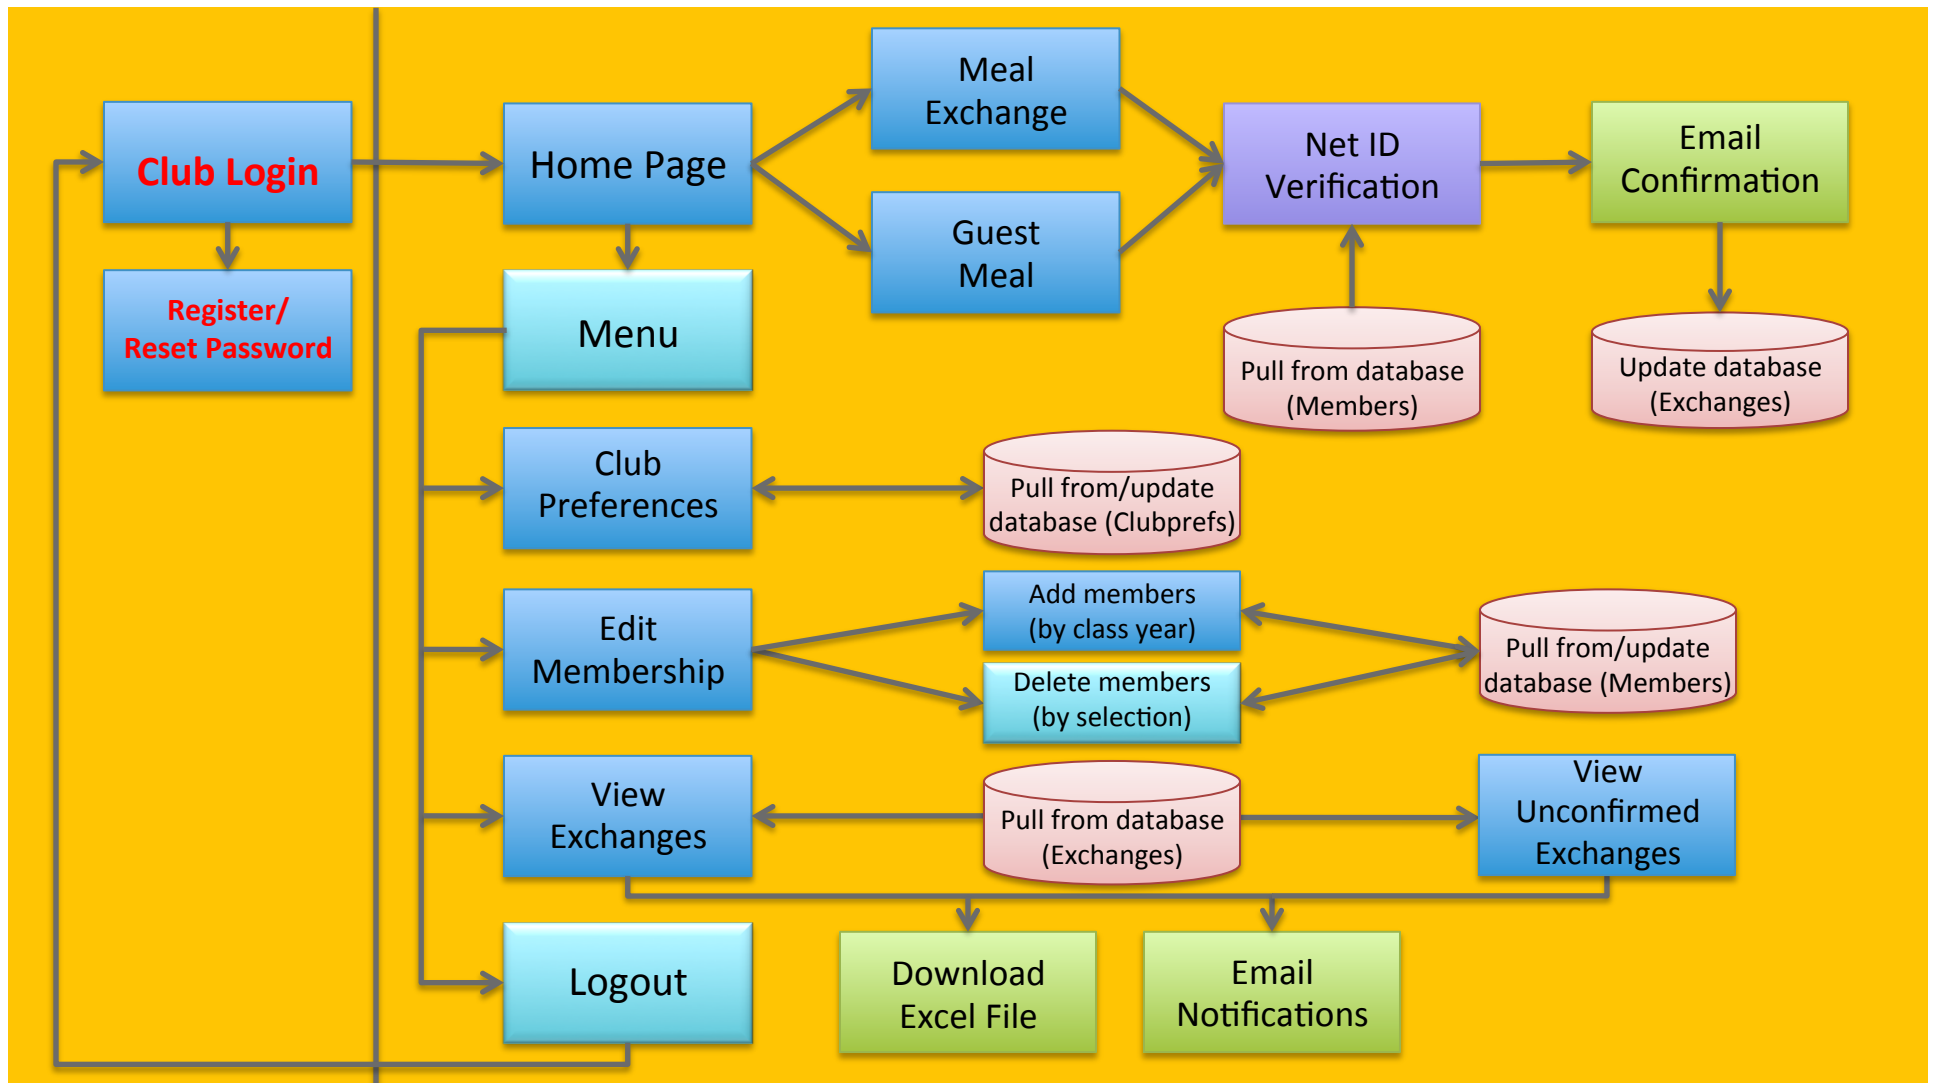 Club Login
Register/
Reset Password
Home Page
Menu
Meal
Exchange
Guest
Meal
Net ID
Verification
Email
Confirmation
Pull from database
(Members)
Update database
(Exchanges)
Club
Preferences
Pull from/update
database (Clubprefs)
Edit
Membership
Add members
(by class year)
Delete members
(by selection)
Pull from/update
database (Members)
View
Exchanges
Pull from database
(Exchanges)
View
Unconfirmed
Exchanges
Logout
Download
Excel File
Email
Notifications